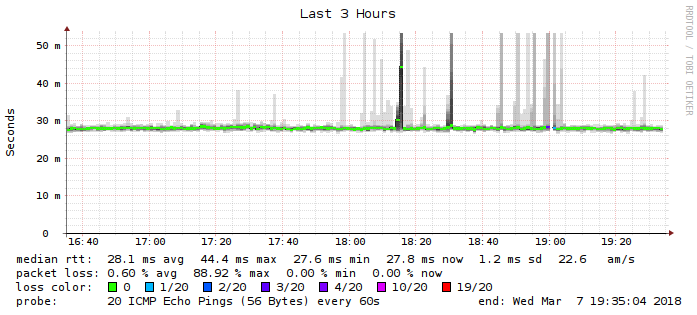 Last 3 Hours
RRDTOOL / TOBI OETIKER
Seconds
50 m
40 m
30 m
20 m
10 m
0
16:40 17:00 17:20 17:40 18:00 18:20 18:40 19:00 19:20
median rtt: 28.1 ms avg 44.4 ms max 27.6 ms min 27.8 ms now 1.2 ms sd 22.6 am/s
packet loss: 0.60 % avg 88.92 % max 0.00 % min 0.00 % now
loss color: 0 1/20 2/20 3/20 4/20 10/20 19/20
probe: 20 ICMP Echo Pings (56 Bytes) every 60s end: Wed Mar 7 19:35:04 2018